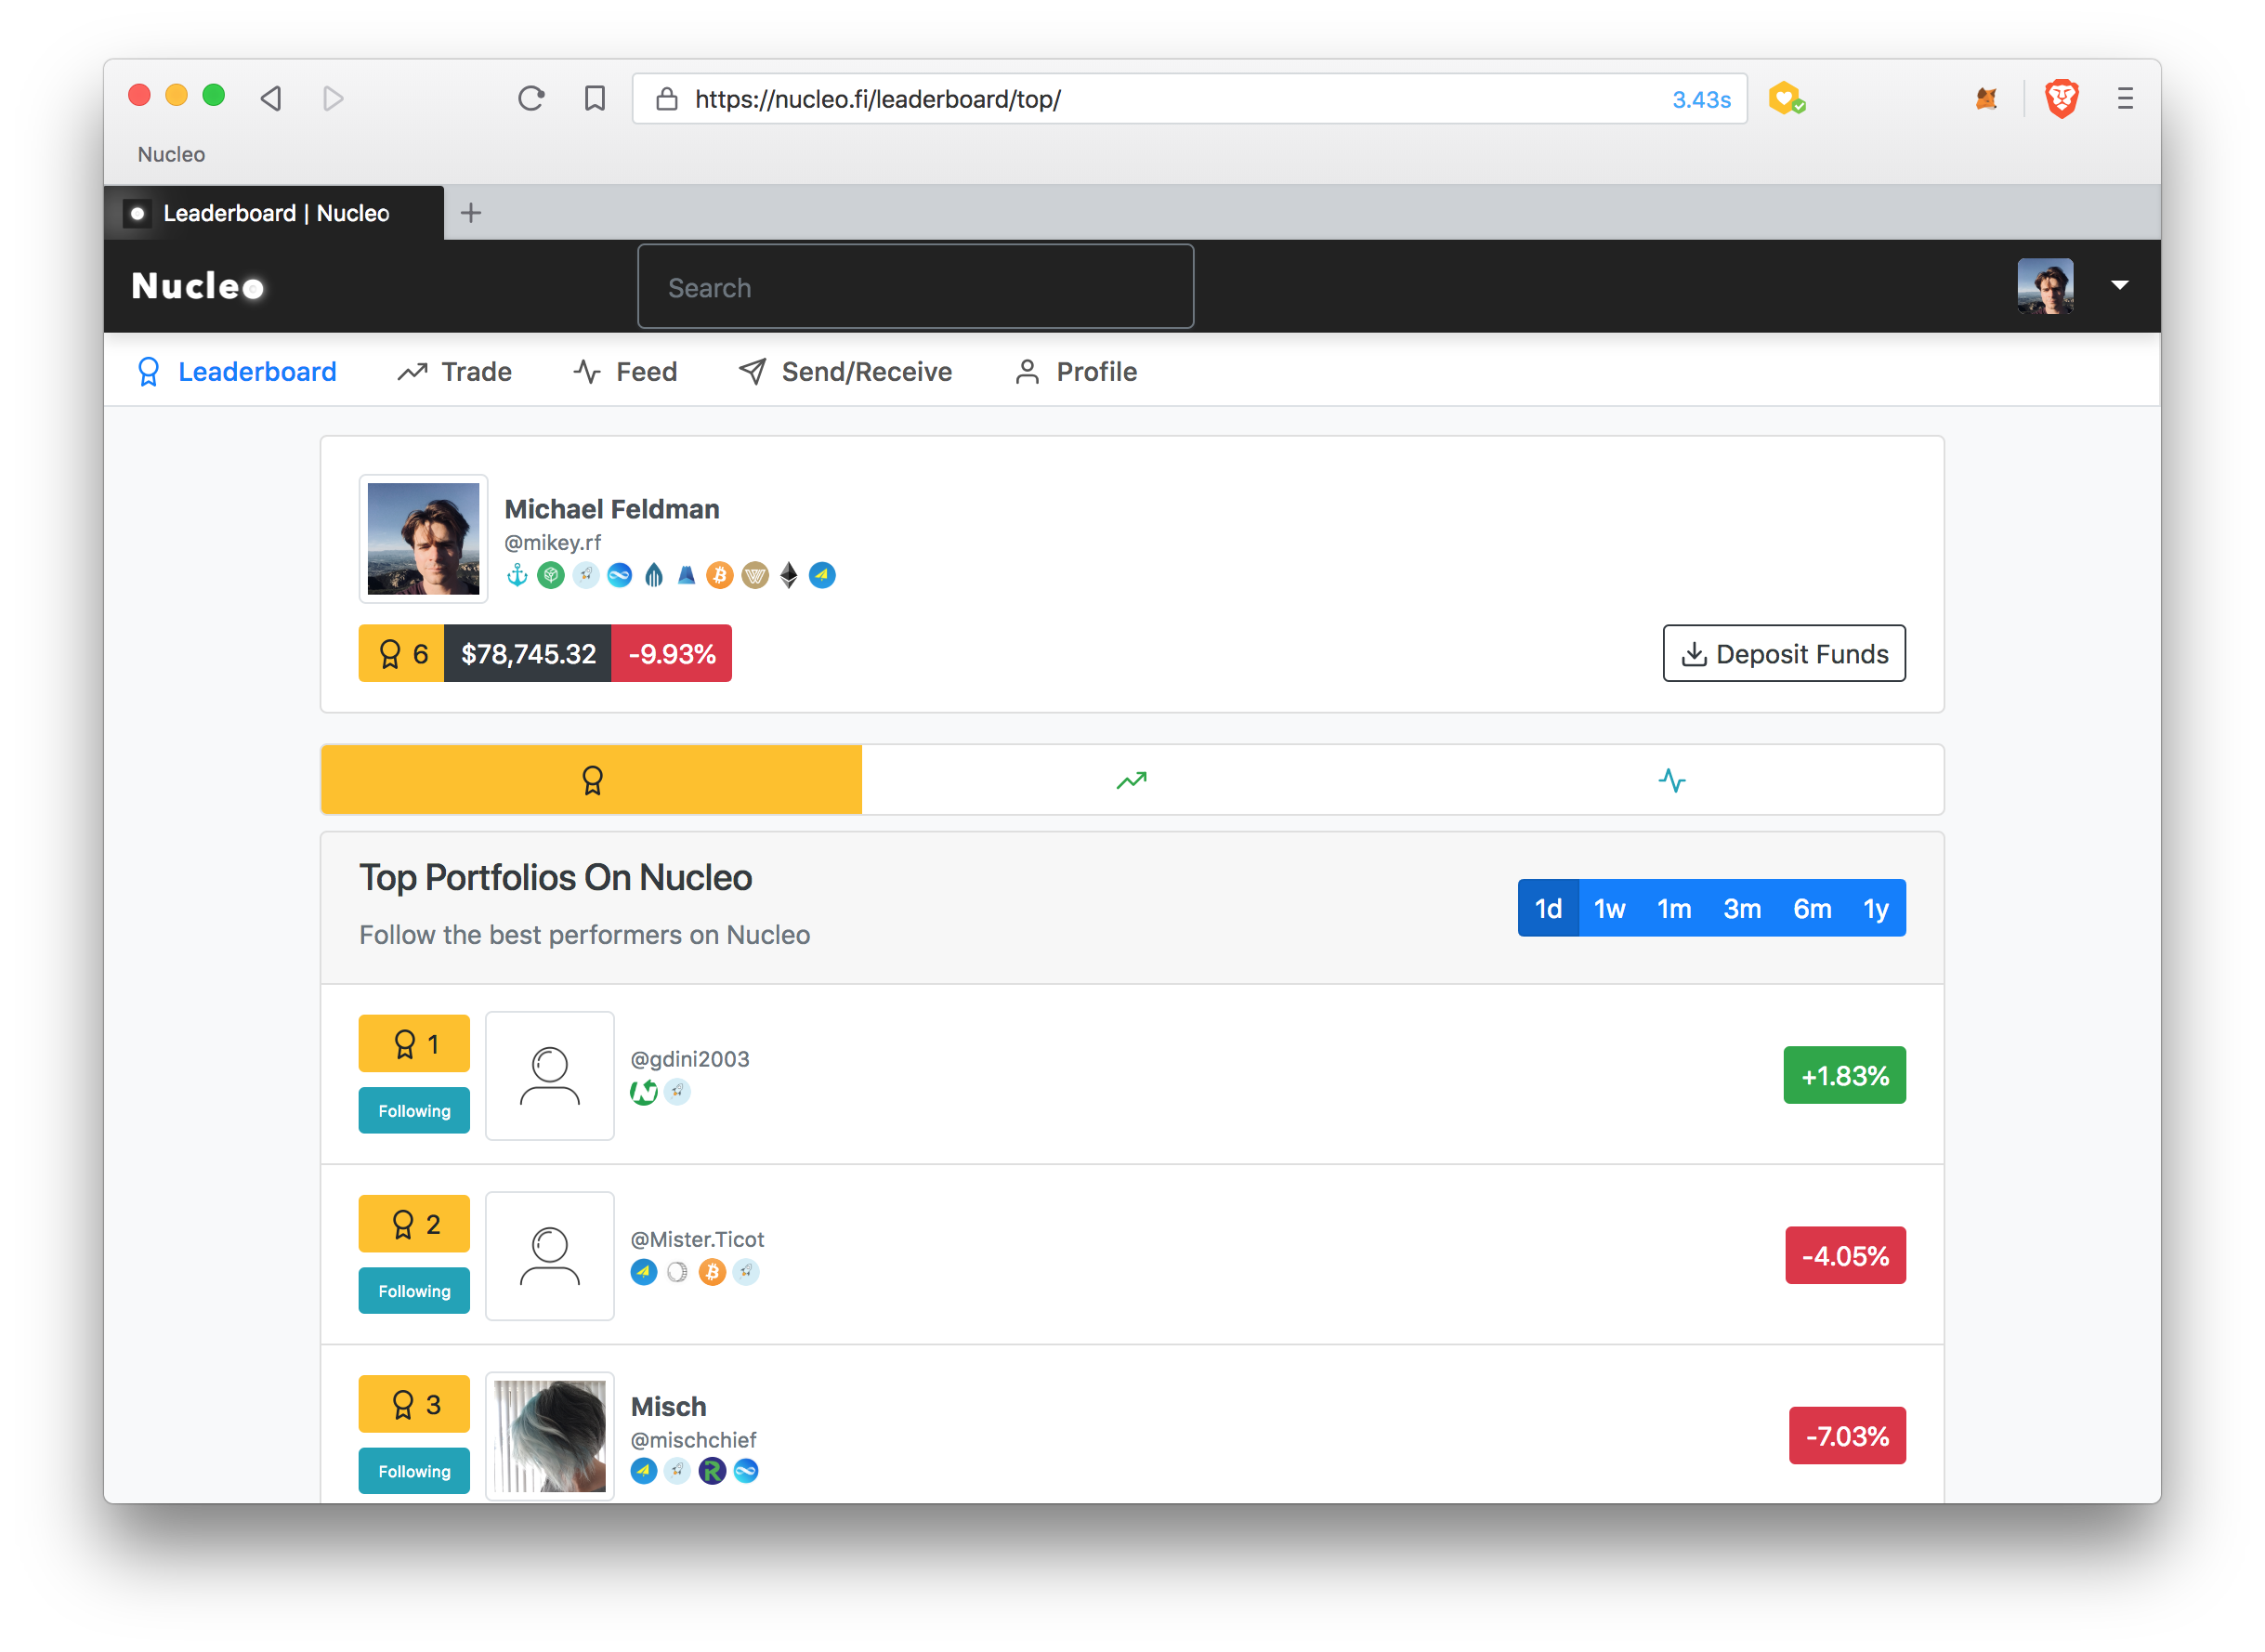 https://nucleo.fi/leaderboard/top/ 3.43s
Nucleo
Leaderboard | Nucleo
Nucleo Search
Leaderboard Trade Feed Send/Receive Profile
Michael Feldman
@mikey.rf
6 $78,745.32 -9.93% Deposit Funds
Top Portfolios On Nucleo
1d 1w 1m 3m 6m 1y
Follow the best performers on Nucleo
1
@gdini2003
+1.83%
Following
2
@Mister.Ticot
-4.05%
Following
3
Misch
@mischchief
-7.03%
Following